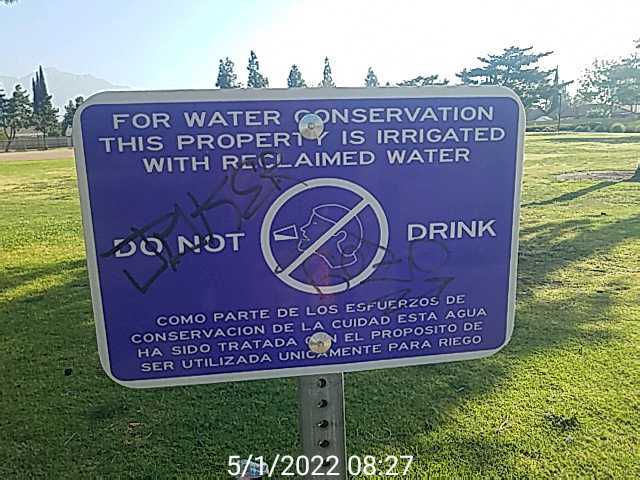 FOR WATER CONSERVATION
THIS PROPERTY IS IRRIGATED
WITH RECLAIMED WATER
DO NOT DRINK
COMO PARTE DE LOS ESFUERZOS DE
CONSERVACION DE LA CUIDAD ESTA AGUA
HA SIDO TRATADA CON EL PROPOSITO DE
SER UTILIZADA UNICAMENTE PARA RIEGO
5/1/2022 08:27